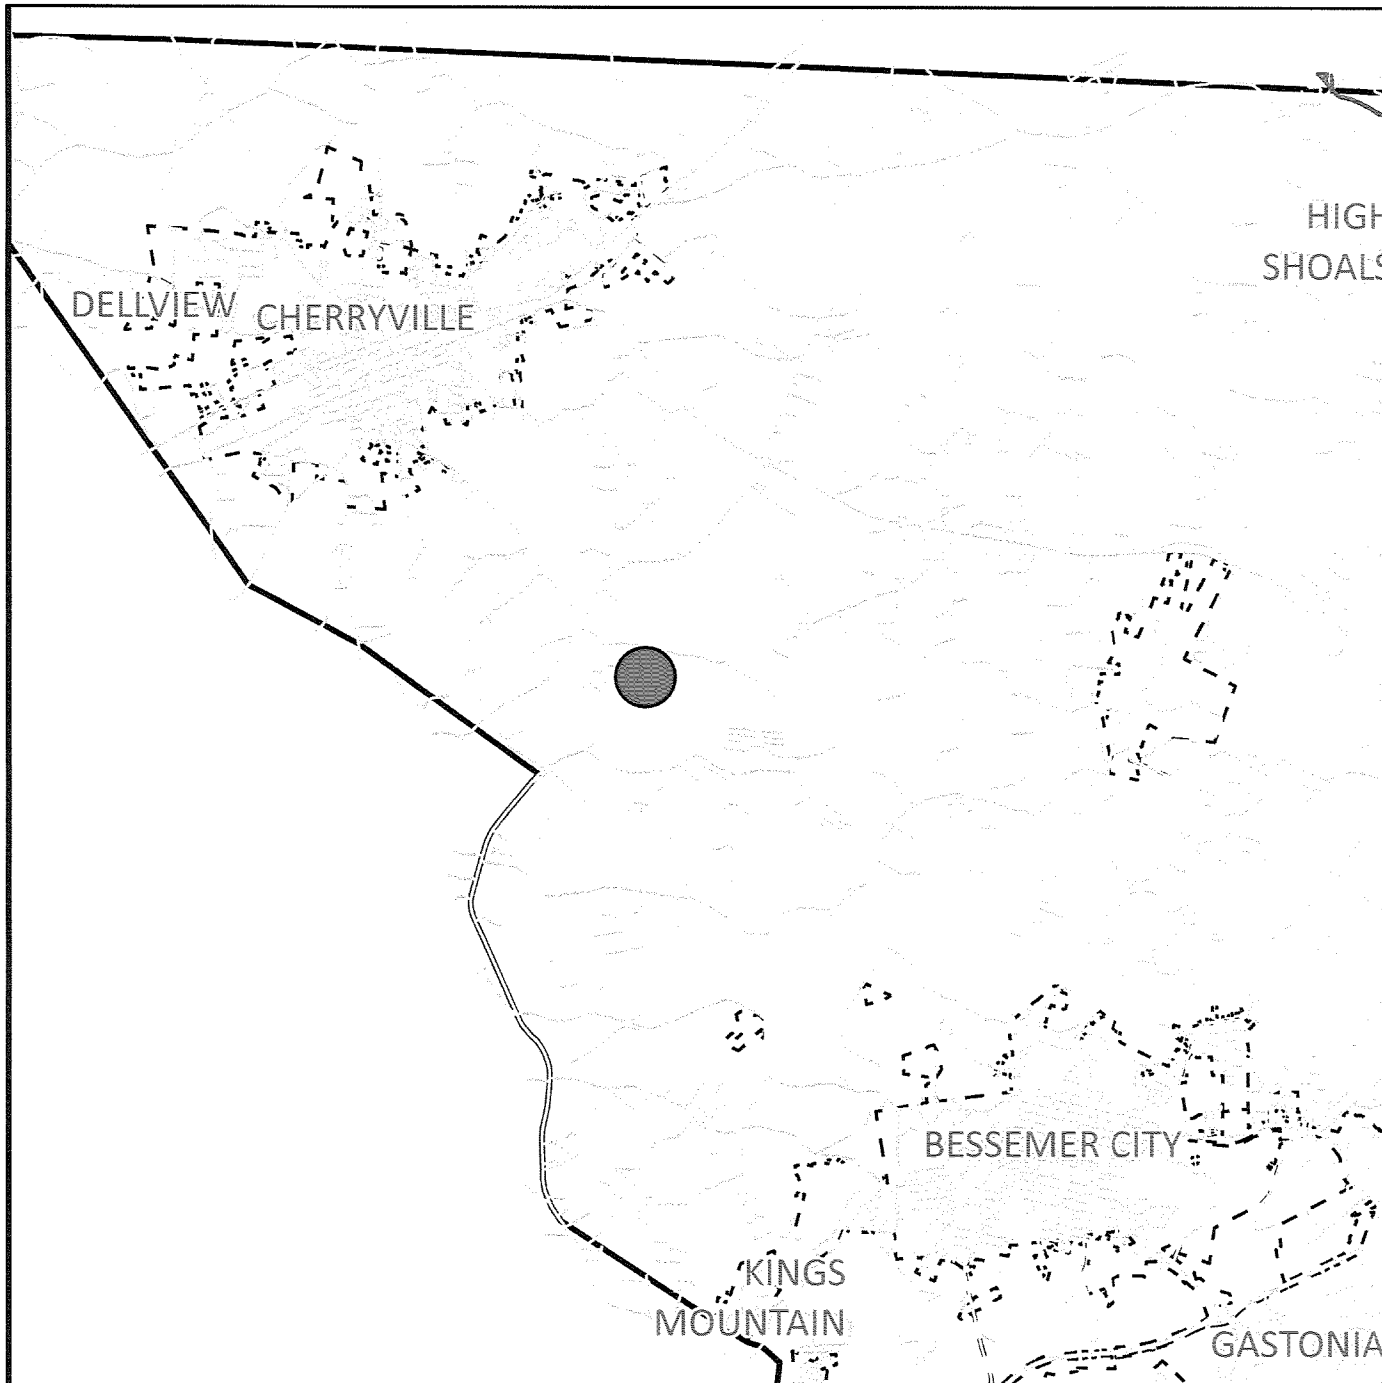 HIGH
SHOALS
DELLVIEW
CHERRYVILLE
BESSEMER CITY
KINGS
MOUNTAIN
GASTONIA